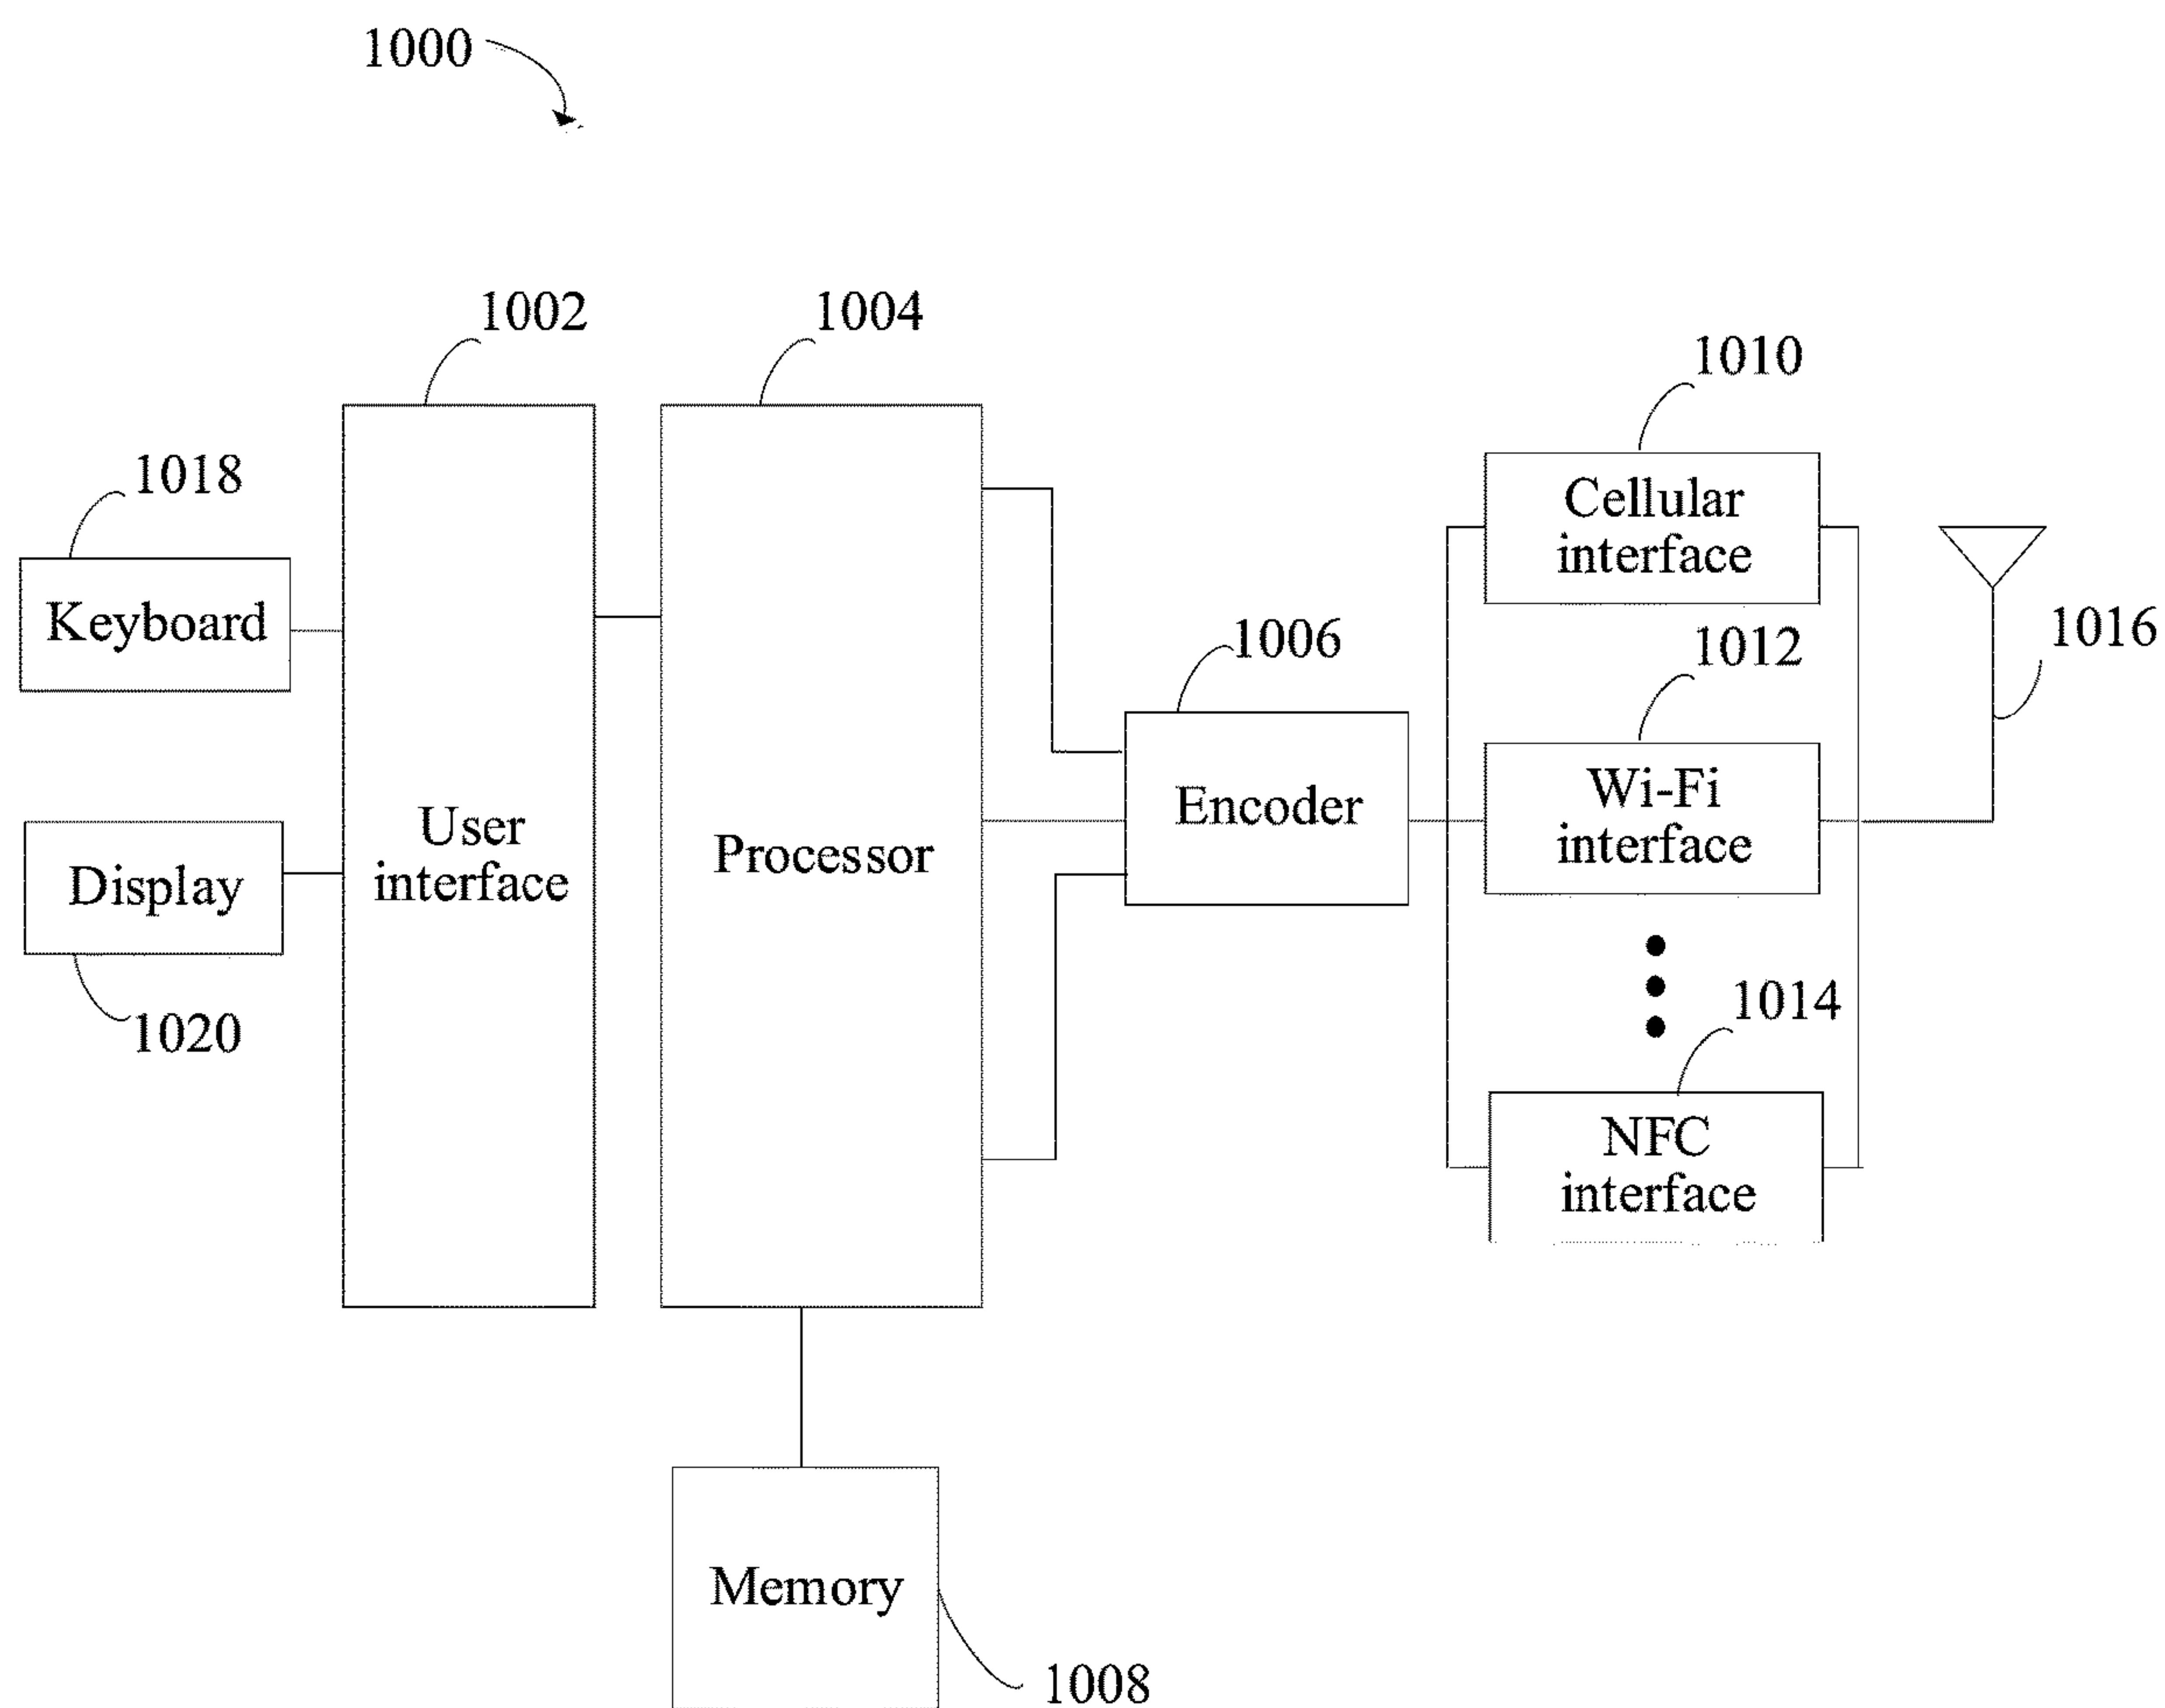 1000
1002
1004
1010
1018
Cellular
interface
Keyboard
1006
1012
1016
Wi-Fi
interface
Encoder
User
interface
Processor
Display
1020
1014
NFC
interface
Memory
1008